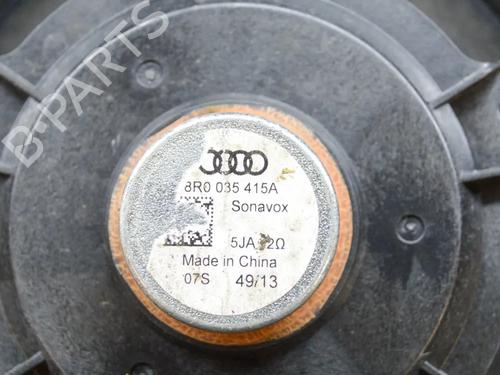 B-PARTS
8R0 035 415A
Sonavox
5JA 2Ω
Made in China
07S 49/13